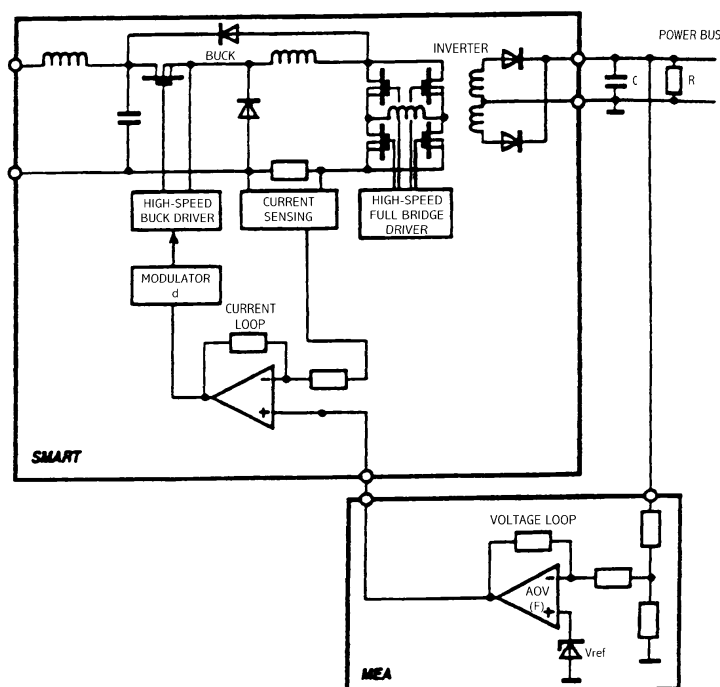 POWER BUS
BUCK
INVERTER
C
R
HIGH-SPEED
BUCK DRIVER
CURRENT
SENSING
HIGH-SPEED
FULL BRIDGE
DRIVER
MODULATOR
d
CURRENT
LOOP
-
+
SMART
VOLTAGE LOOP
AOV
(F)
-
+
Vref
MEA